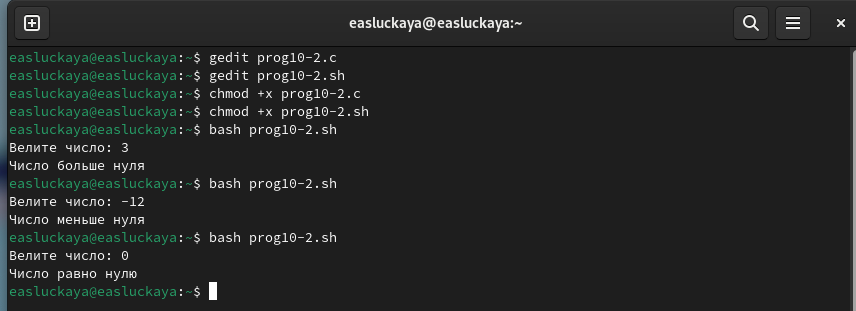 easluckaya@easluckaya:~
easluckaya@easluckaya:~$ gedit prog10-2.c
easluckaya@easluckaya:~$ gedit prog10-2.sh
easluckaya@easluckaya:~$ chmod +x prog10-2.c
easluckaya@easluckaya:~$ chmod +x prog10-2.sh
easluckaya@easluckaya:~$ bash prog10-2.sh
Велите число: 3
Число больше нуля
easluckaya@easluckaya:~$ bash prog10-2.sh
Велите число: -12
Число меньше нуля
easluckaya@easluckaya:~$ bash prog10-2.sh
Велите число: 0
Число равно нулю
easluckaya@easluckaya:~$